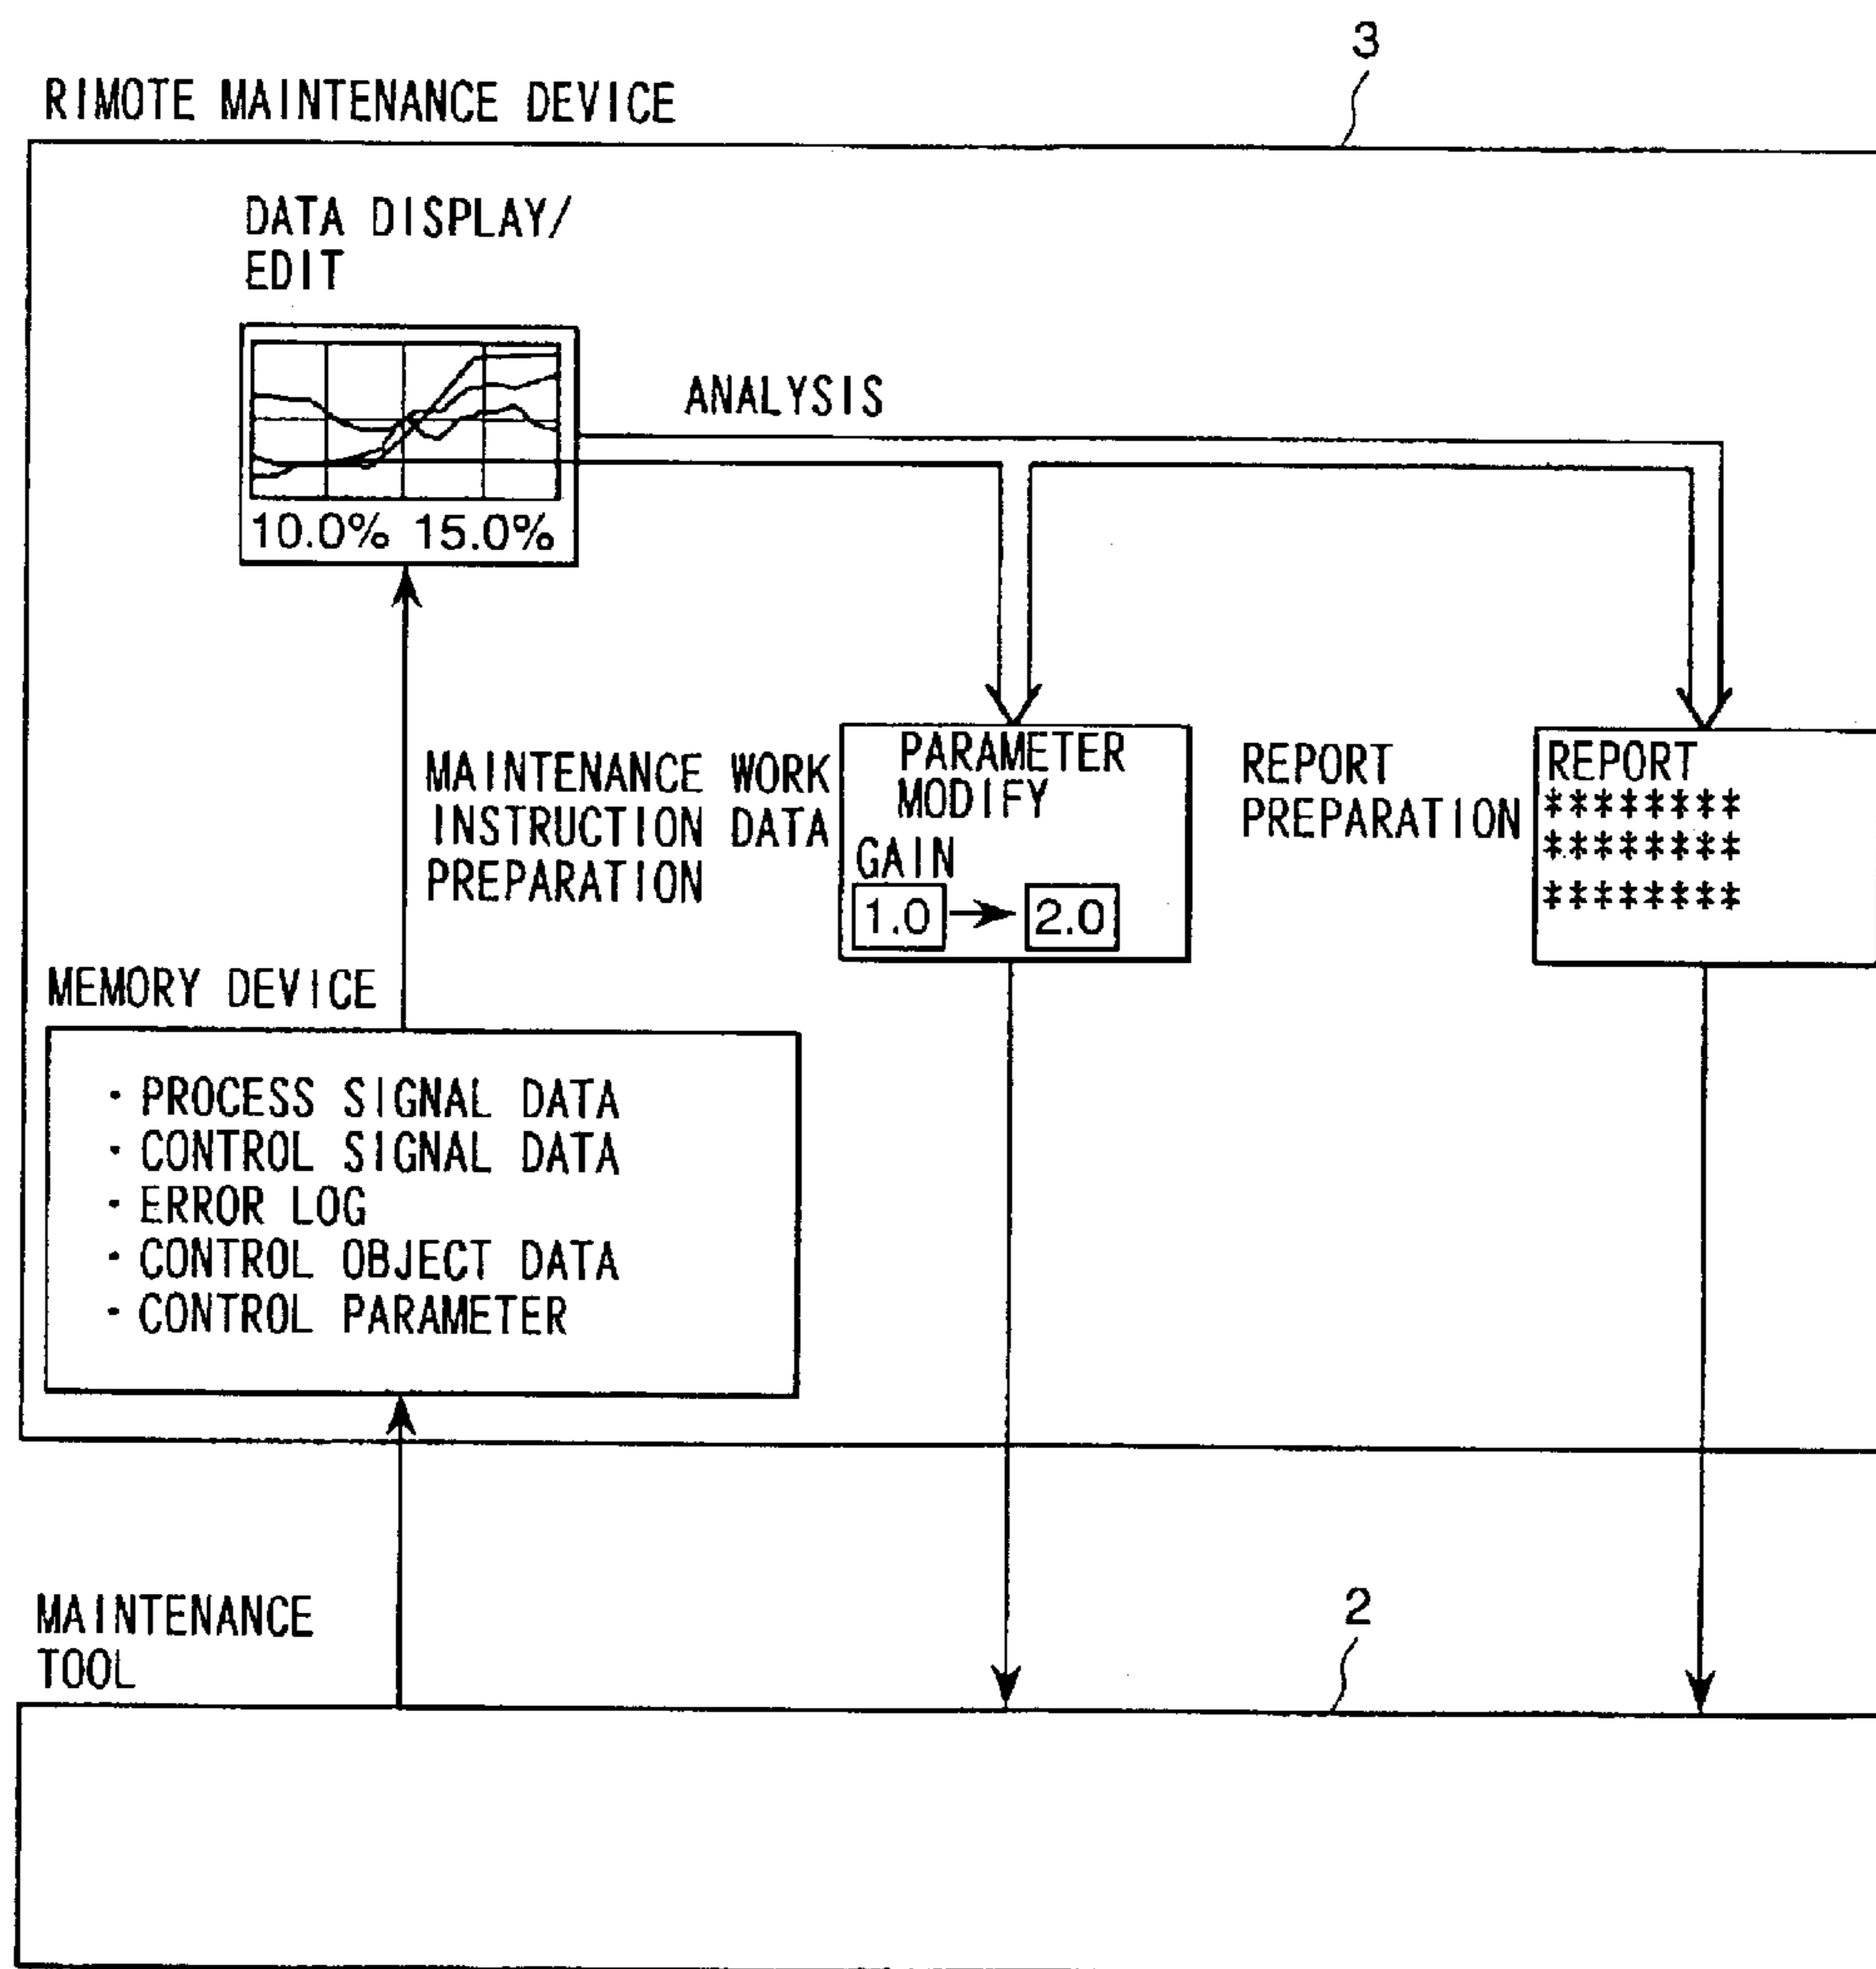 3
RIMOTE MAINTENANCE DEVICE
DATA DISPLAY/
EDIT
10.0% 15.0%
ANALYSIS
MAINTENANCE WORK
INSTRUCTION DATA
PREPARATION
PARAMETER
MODIFY
GAIN
1.0
2.0
REPORT
PREPARATION
REPORT
********
********
********
MEMORY DEVICE
· PROCESS SIGNAL DATA
· CONTROL SIGNAL DATA
· ERROR LOG
· CONTROL OBJECT DATA
· CONTROL PARAMETER
MAINTENANCE
TOOL
2